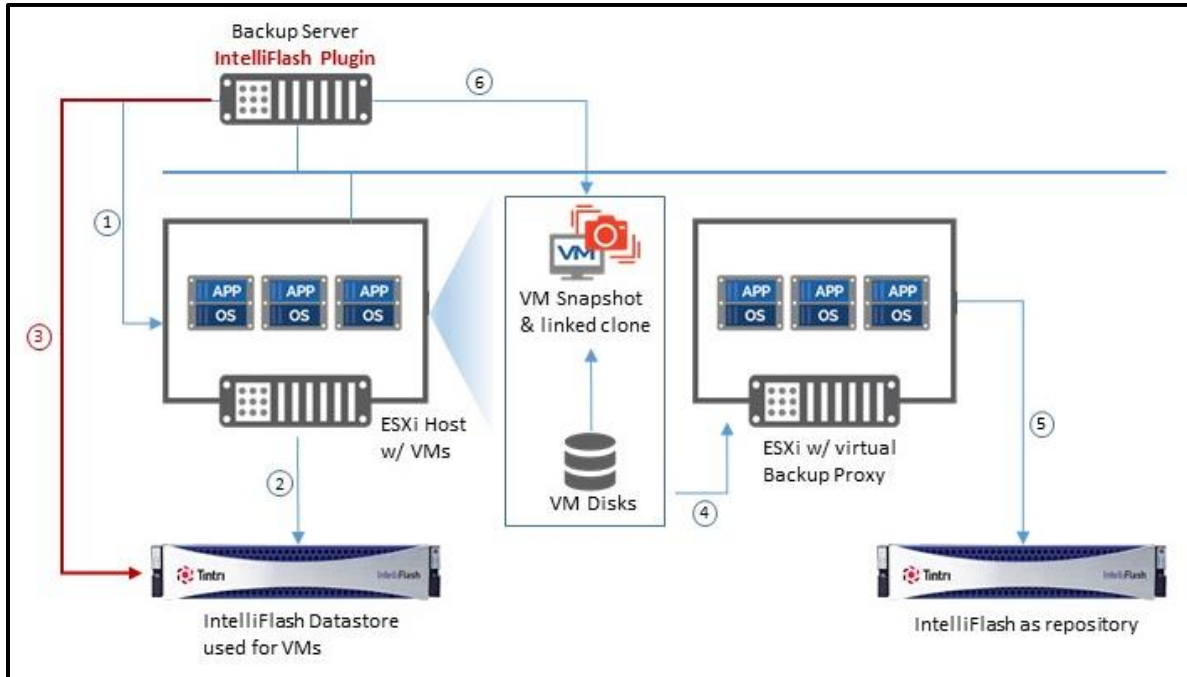 Backup Server
IntelliFlash Plugin
6
1
APP APP APP
OS OS OS
3
VM
VM Snapshot
& linked clone
APP APP APP
OS OS OS
ESXi Host
w/ VMs
ESXi w/ virtual
Backup Proxy
5
2
VM Disks
4
Tintri IntelliFlash
Tintri IntelliFlash
IntelliFlash Datastore
used for VMs
IntelliFlash as repository